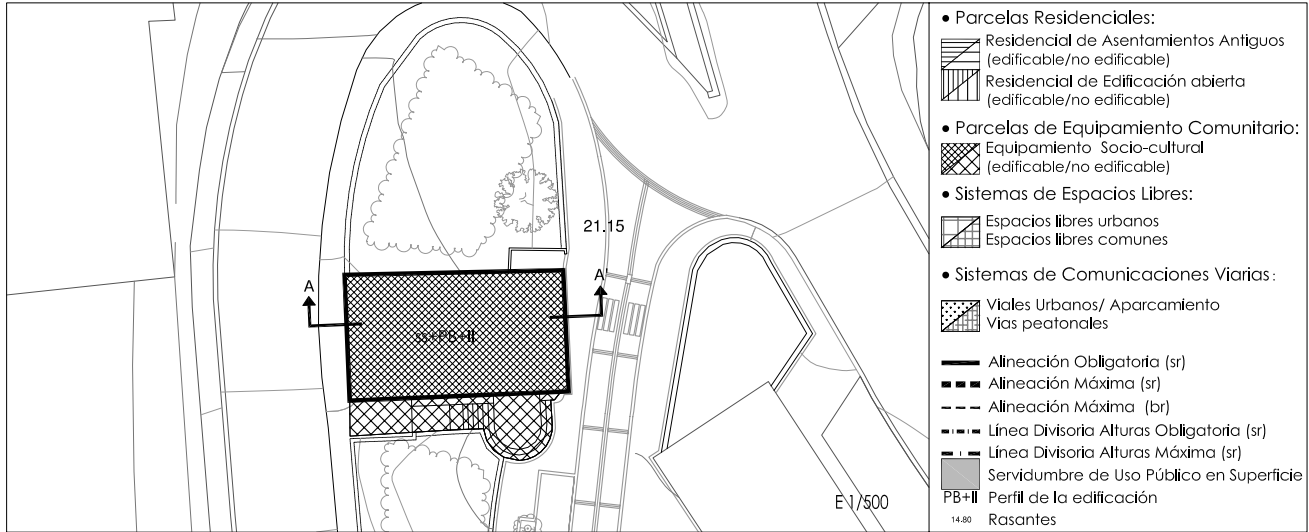 21.15
A
A'
ss+PB+II
E 1/500
• Parcelas Residenciales:
Residencial de Asentamientos Antiguos
(edificable/no edificable)
Residencial de Edificación abierta
(edificable/no edificable)
• Parcelas de Equipamiento Comunitario:
Equipamiento Socio-cultural
(edificable/no edificable)
• Sistemas de Espacios Libres:
Espacios libres urbanos
Espacios libres comunes
• Sistemas de Comunicaciones Viarias:
Viales Urbanos/ Aparcamiento
Vias peatonales
Alineación Obligatoria (sr)
Alineación Máxima (sr)
Alineación Máxima (br)
Línea Divisoria Alturas Obligatoria (sr)
Línea Divisoria Alturas Máxima (sr)
Servidumbre de Uso Público en Superficie
PB+II Perfil de la edificación
14.80 Rasantes